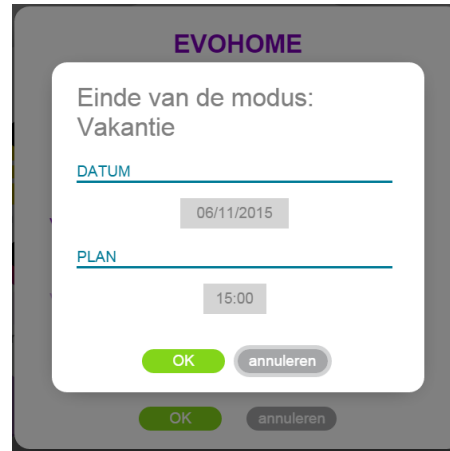 EVOHOME
Einde van de modus:
Vakantie
DATUM
06/11/2015
PLAN
15:00
OK annuleren
OK annuleren